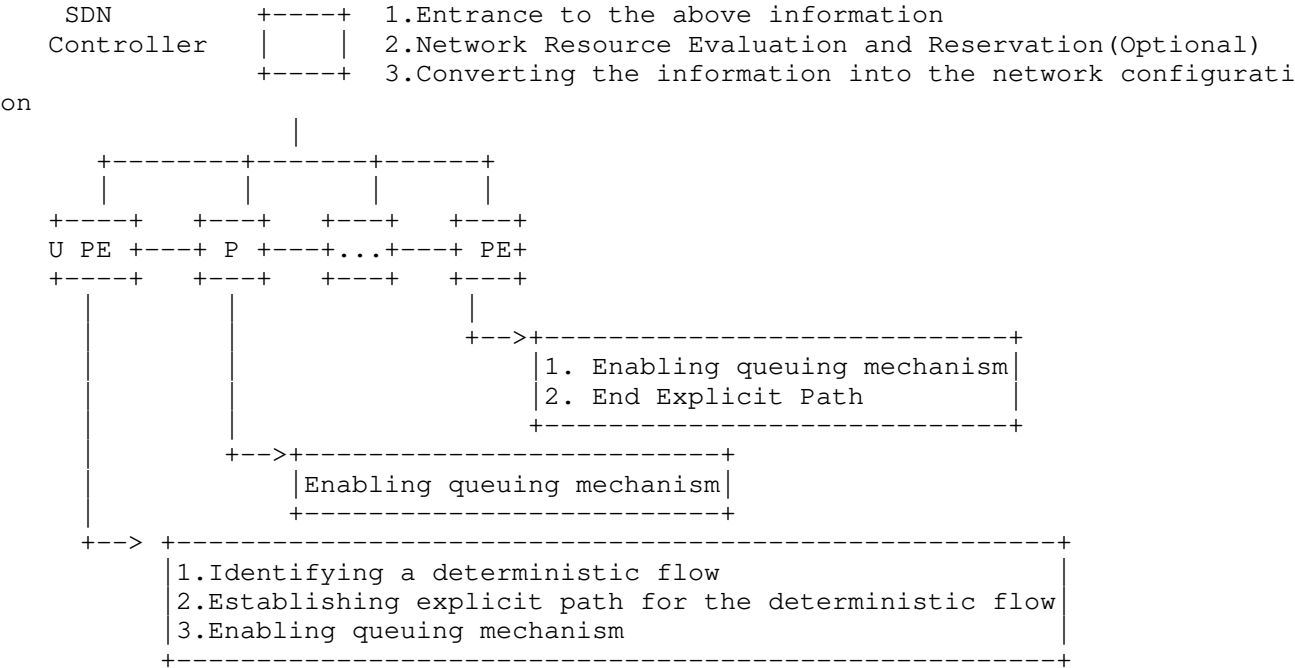 SDN
1.Entrance to the above information
Controller
2.Network Resource Evaluation and Reservation(Optional)
3.Converting the information into the network configurati
on
U PE P ... PE
1. Enabling queuing mechanism
2. End Explicit Path
Enabling queuing mechanism
1.Identifying a deterministic flow
2.Establishing explicit path for the deterministic flow
3.Enabling queuing mechanism